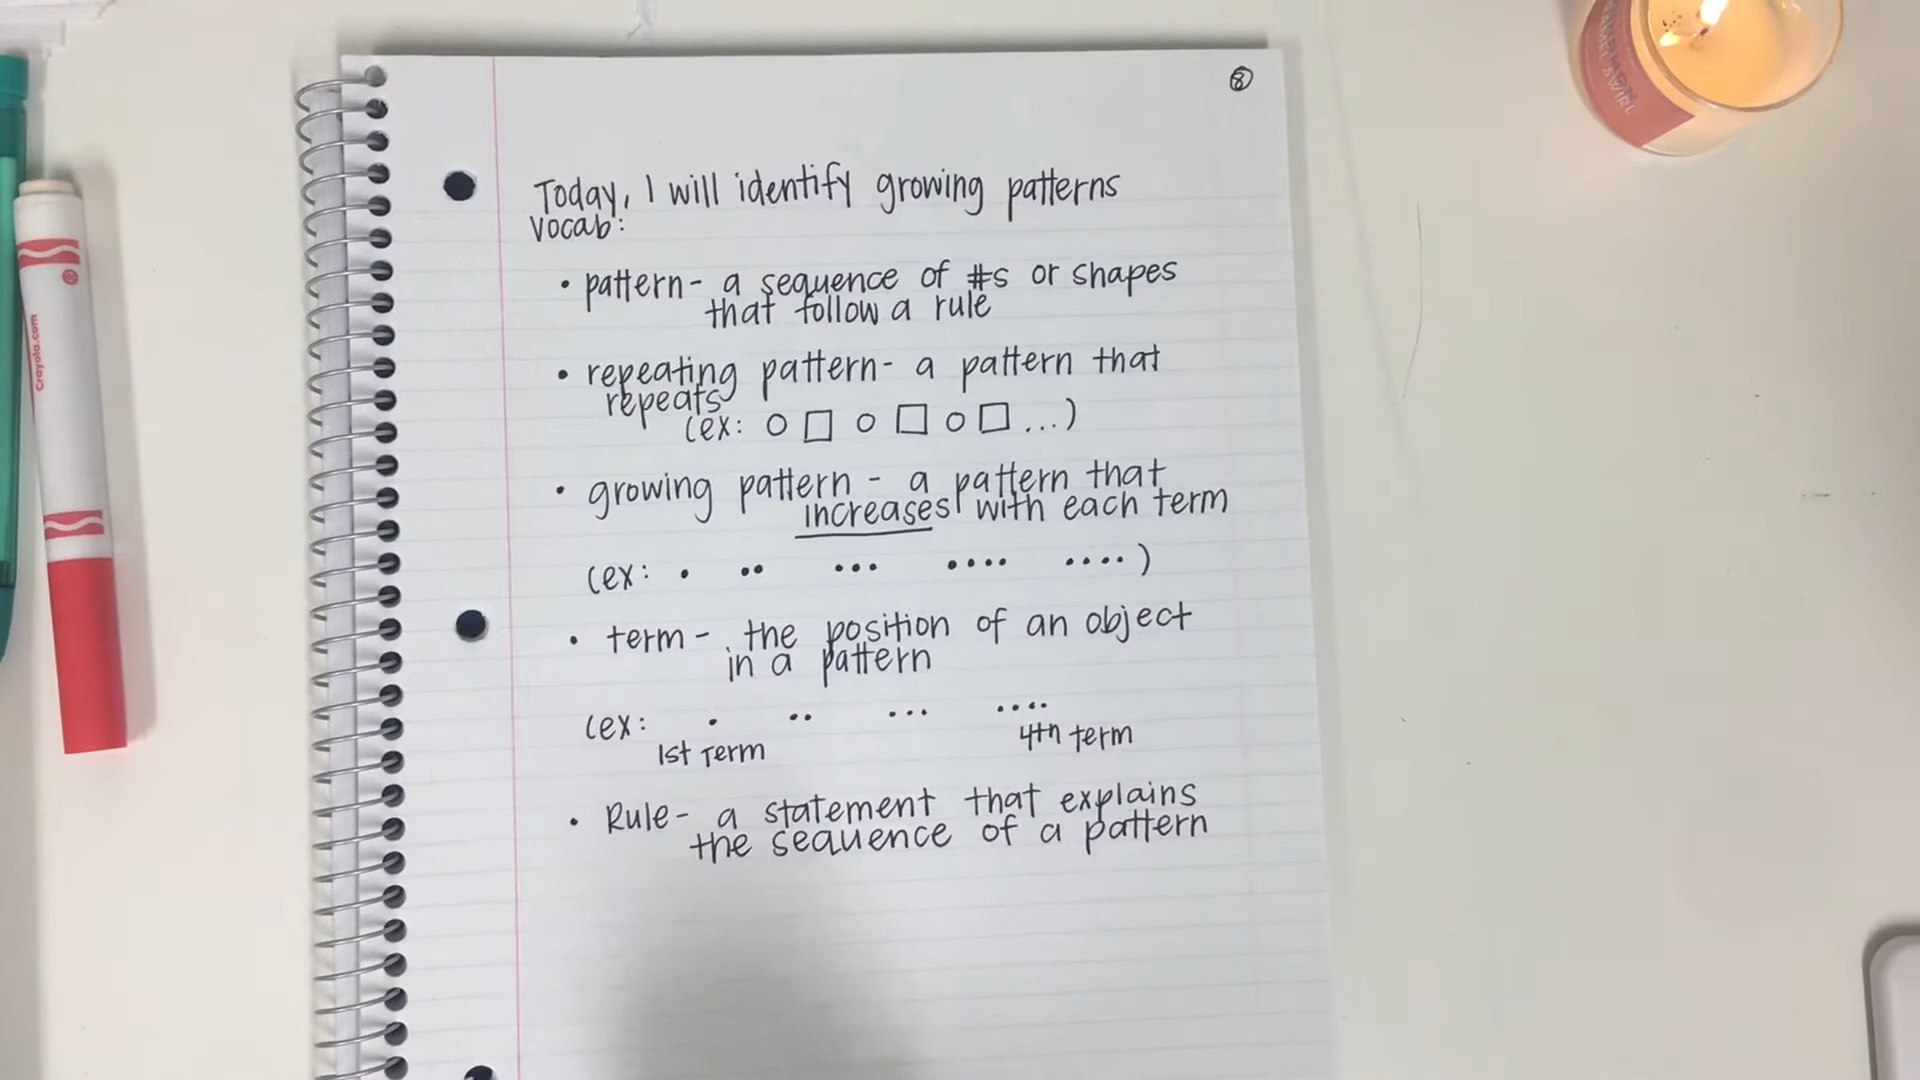 8
Today, I will identify growing patterns
Vocab:
• pattern - a sequence of #s or shapes
that follow a rule
• repeating pattern - a pattern that
repeats
(ex: ○ □ ○ □ ○ □ ...)
• growing pattern - a pattern that
increases with each term
(ex: • •• ••• •••• ••••)
• term - the position of an object
in a pattern
(ex: • •• ••• ••••
1st Term 4th term
• Rule - a statement that explains
the sequence of a pattern
Crayola.com
SWIRL